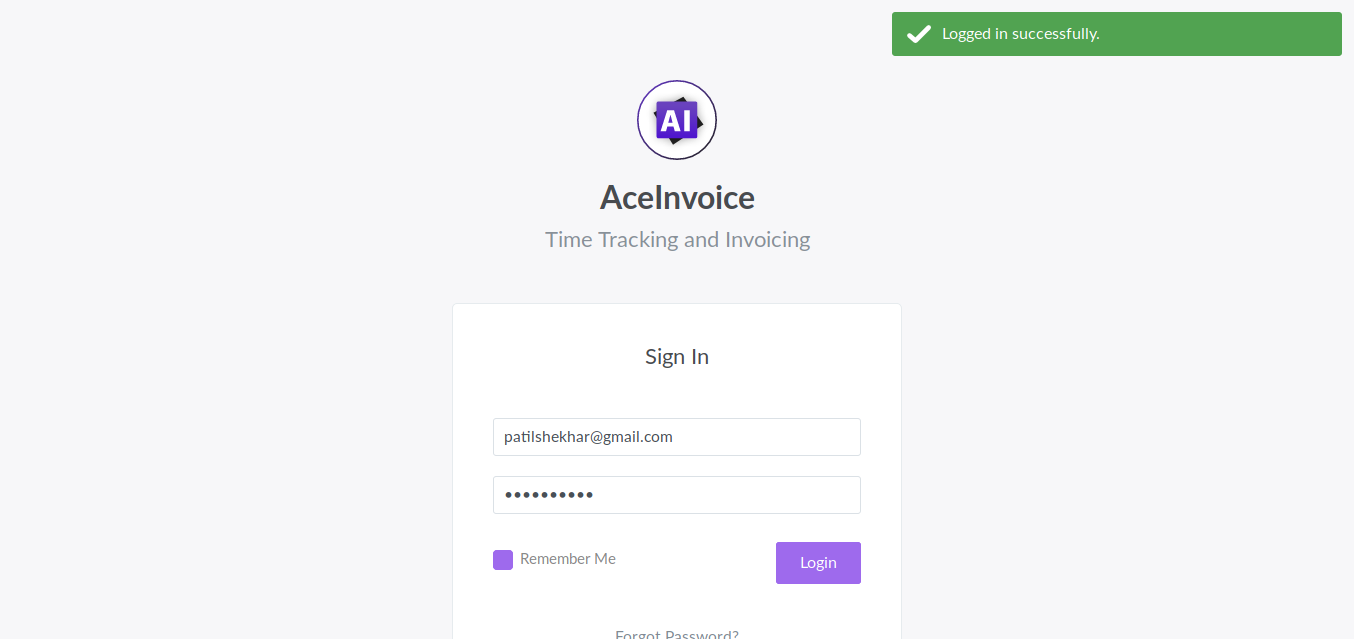 Logged in successfully.
AI
AceInvoice
Time Tracking and Invoicing
Sign In
patilshekhar@gmail.com
••••••••••
Remember Me
Login
Forgot Password?